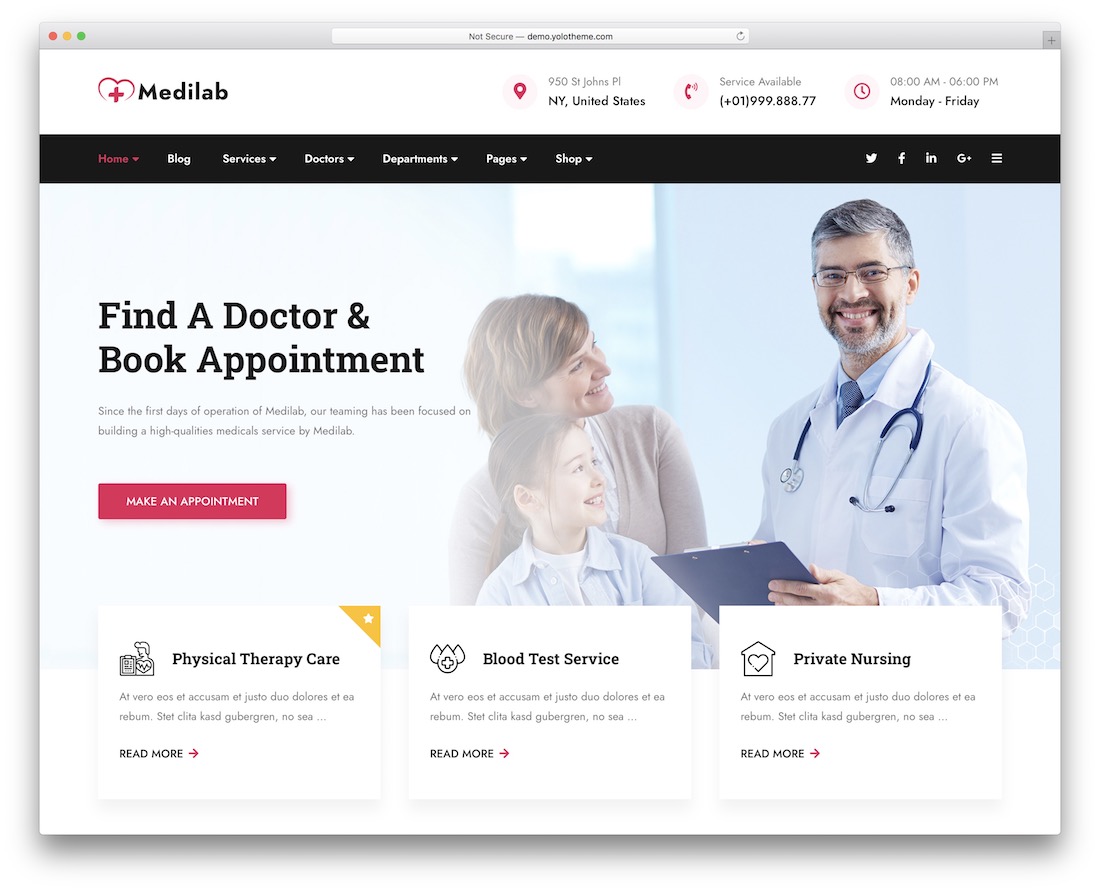 Not Secure — demo.yolotheme.com
Medilab
950 St Johns Pl
NY, United States
Service Available
(+01)999.888.77
08:00 AM - 06:00 PM
Monday - Friday
Home
Blog
Services
Doctors
Departments
Pages
Shop
G+
Find A Doctor &
Book Appointment
Since the first days of operation of Medilab, our teaming has been focused on
building a high-qualities medicals service by Medilab.
MAKE AN APPOINTMENT
Physical Therapy Care
At vero eos et accusam et justo duo dolores et ea
rebum. Stet clita kasd gubergren, no sea ...
READ MORE
Blood Test Service
At vero eos et accusam et justo duo dolores et ea
rebum. Stet clita kasd gubergren, no sea ...
READ MORE
Private Nursing
At vero eos et accusam et justo duo dolores et ea
rebum. Stet clita kasd gubergren, no sea ...
READ MORE